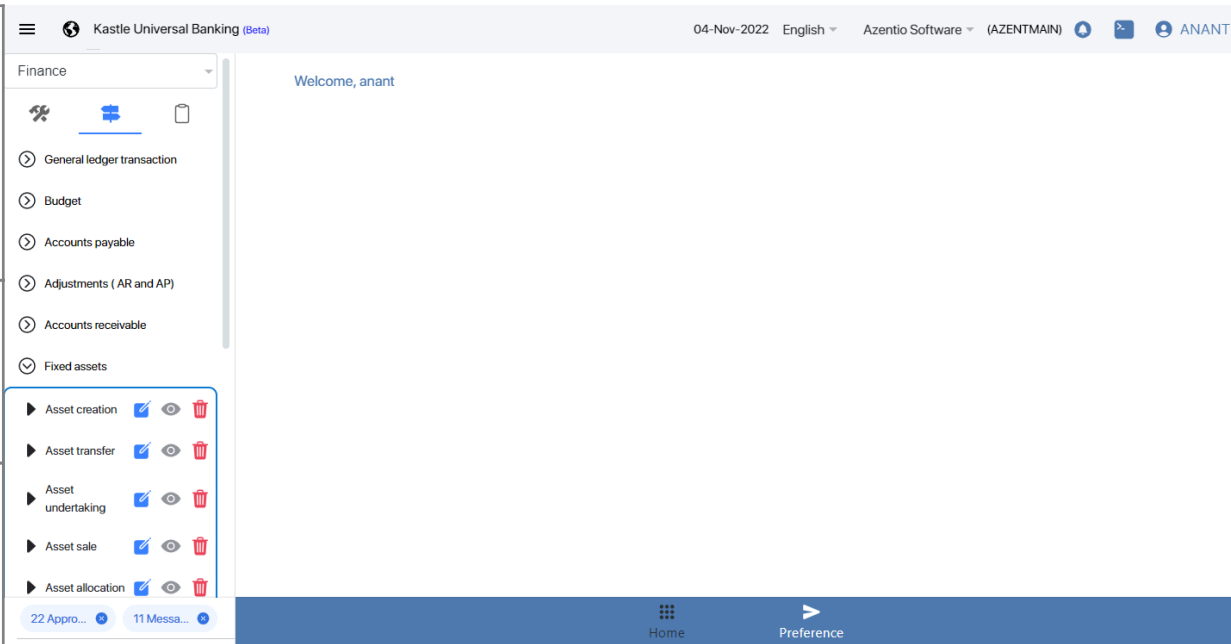 Kastle Universal Banking (Beta)
04-Nov-2022 English Azentio Software (AZENTMAIN) ANANT
Finance
Welcome, anant
General ledger transaction
Budget
Accounts payable
Adjustments ( AR and AP)
Accounts receivable
Fixed assets
Asset creation
Asset transfer
Asset
undertaking
Asset sale
Asset allocation
22 Appro... 11 Messa...
Home Preference